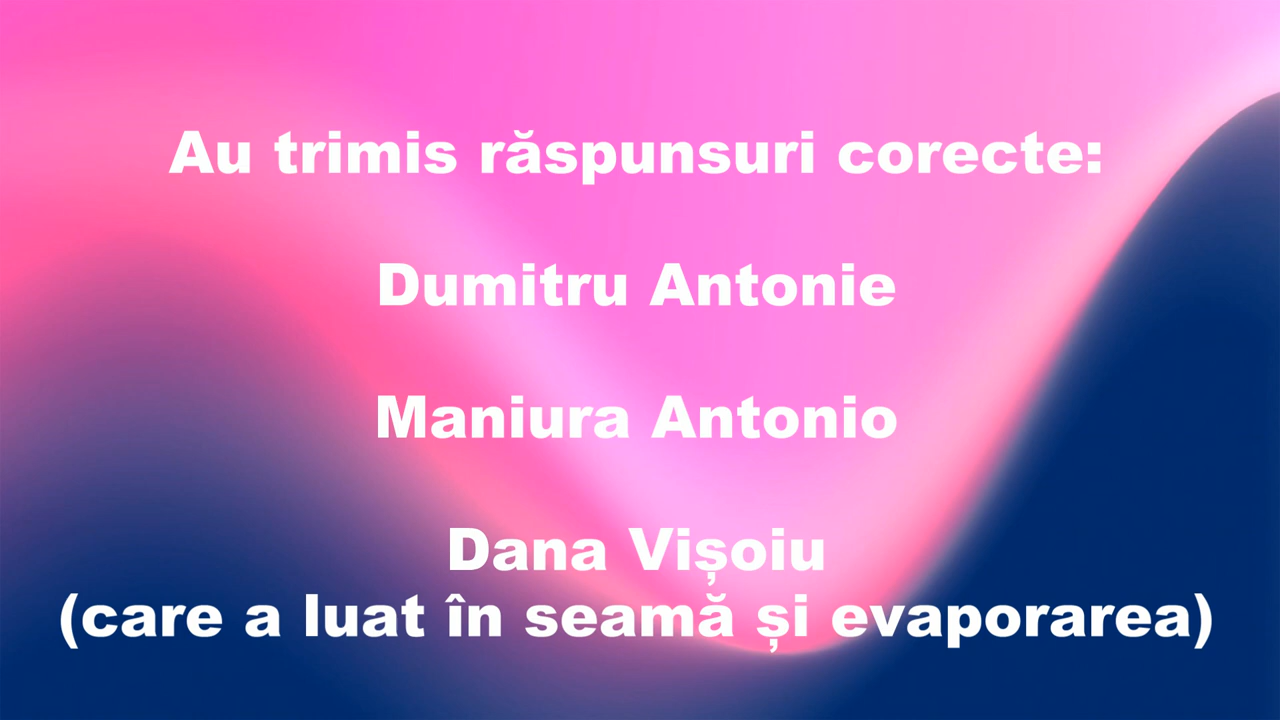 Au trimis răspunsuri corecte:
Dumitru Antonie
Maniura Antonio
Dana Vișoiu
(care a luat în seamă și evaporarea)